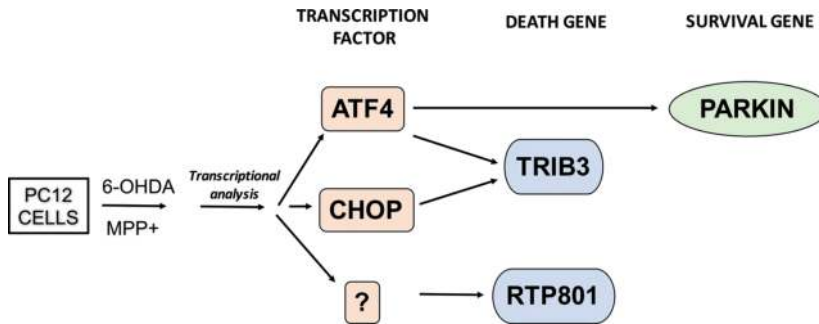 TRANSCRIPTION
FACTOR
DEATH GENE
SURVIVAL GENE
ATF4
PARKIN
TRIB3
PC12
CELLS
6-OHDA
MPP+
Transcriptional
analysis
CHOP
?
RTP801